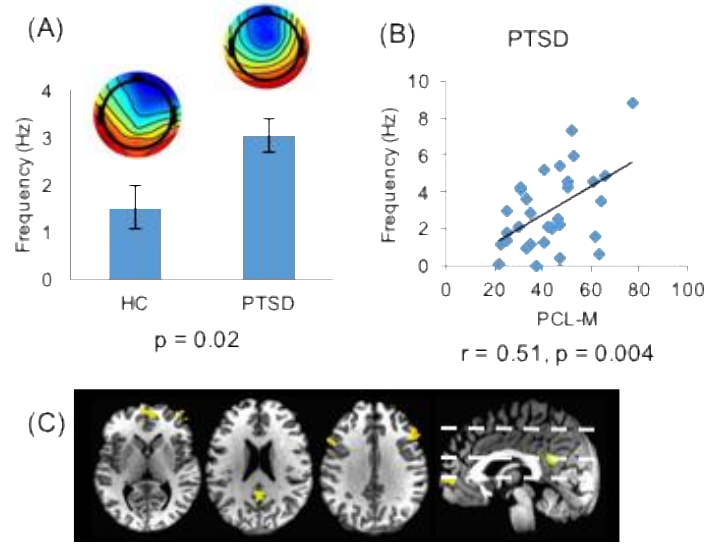 (A)
4
3
2
1
0
Frequency (Hz)
HC
PTSD
p = 0.02
(B)
PTSD
10
8
6
4
2
0
Frequency (Hz)
0 20 40 60 80 100
PCL-M
r = 0.51, p = 0.004
(C)